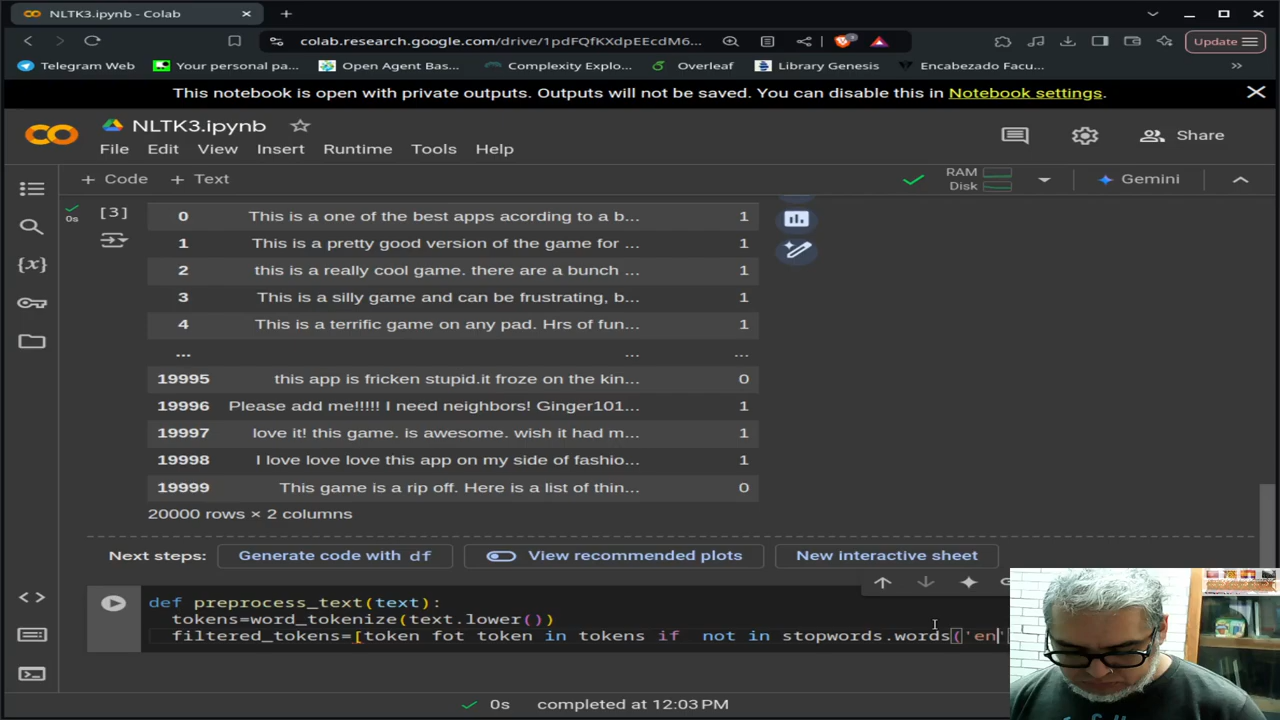 NLTK3.ipynb - Colab
colab.research.google.com/drive/1pdFQfKXdpEEcdM6...
Update
Telegram Web
Your personal pa...
Open Agent Bas...
Complexity Explo...
Overleaf
Library Genesis
Encabezado Facu...
This notebook is open with private outputs. Outputs will not be saved. You can disable this in Notebook settings.
NLTK3.ipynb
Share
File Edit View Insert Runtime Tools Help
+ Code + Text
RAM
Disk
Gemini
0s
[3]
0 This is a one of the best apps acording to a b... 1
1 This is a pretty good version of the game for ... 1
2 this is a really cool game. there are a bunch ... 1
3 This is a silly game and can be frustrating, b... 1
4 This is a terrific game on any pad. Hrs of fun... 1
... ... ...
19995 this app is fricken stupid.it froze on the kin... 0
19996 Please add me!!!!! I need neighbors! Ginger101... 1
19997 love it! this game. is awesome. wish it had m... 1
19998 I love love love this app on my side of fashio... 1
19999 This game is a rip off. Here is a list of thin... 0
20000 rows × 2 columns
Next steps: Generate code with df View recommended plots New interactive sheet
def preprocess_text(text):
tokens=word_tokenize(text.lower())
filtered_tokens=[token fot token in tokens if not in stopwords.words('en'
0s completed at 12:03 PM